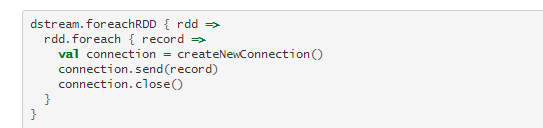 dstream.foreachRDD { rdd =>
  rdd.foreach { record =>
    val connection = createNewConnection()
    connection.send(record)
    connection.close()
  }
}